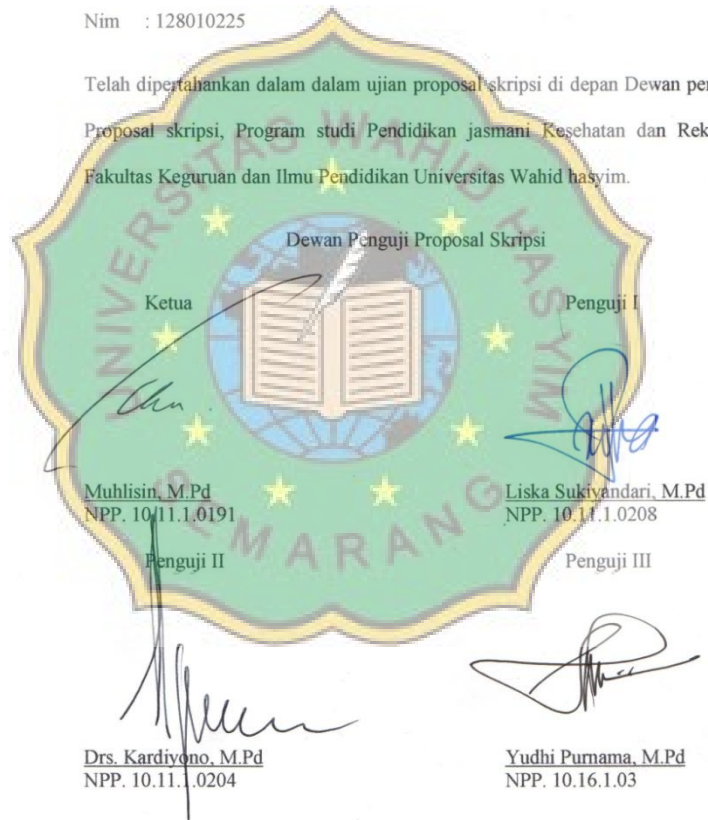 Nim : 128010225
Telah dipertahankan dalam dalam ujian proposal skripsi di depan Dewan pen
Proposal skripsi, Program studi Pendidikan jasmani Kesehatan dan Rek
Fakultas Keguruan dan Ilmu Pendidikan Universitas Wahid hasyim.
UNIVERSITAS WAHID HASYIM
SEMARANG
Dewan Penguji Proposal Skripsi
Ketua Penguji I
Muhlisin, M.Pd Liska Sukiyandari, M.Pd
NPP. 10.11.1.0191 NPP. 10.11.1.0208
Penguji II Penguji III
Drs. Kardiyono, M.Pd Yudhi Purnama, M.Pd
NPP. 10.11.1.0204 NPP. 10.16.1.03